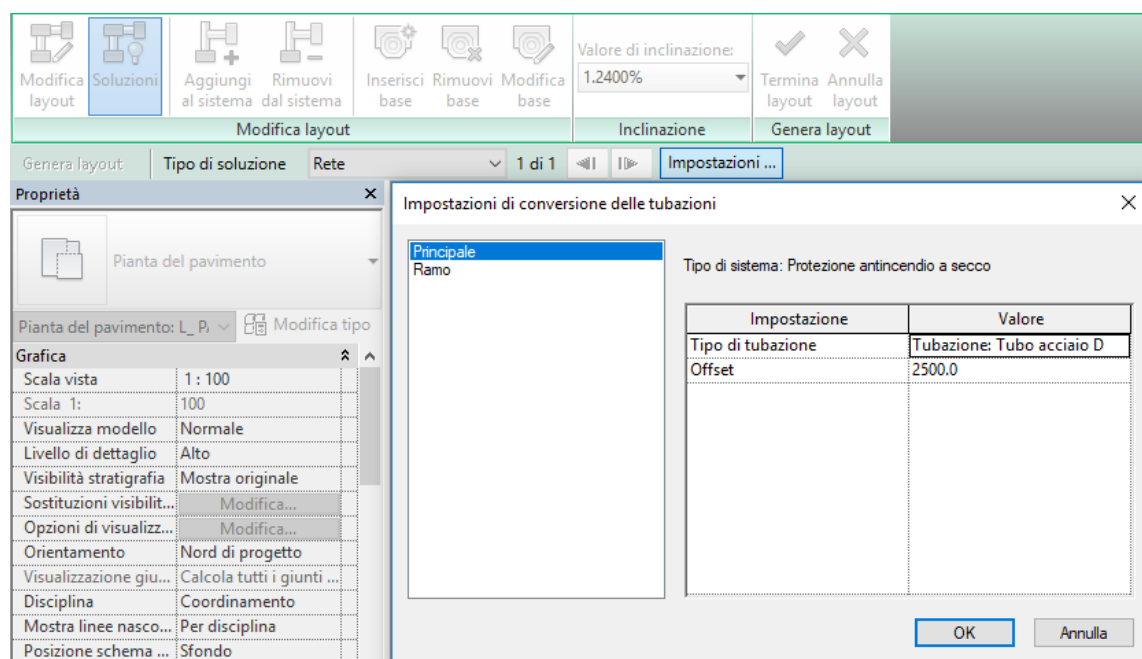 Modifica layout
Soluzioni
Aggiungi al sistema
Rimuovi dal sistema
Inserisci base
Rimuovi base
Modifica base
Valore di inclinazione:
1.2400%
Termina layout
Annulla layout
Modifica layout
Inclinazione
Genera layout
Genera layout
Tipo di soluzione
Rete
1 di 1
Impostazioni ...
Proprietà
Pianta del pavimento
Pianta del pavimento: L_ P
Modifica tipo
Grafica
Scala vista 1 : 100
Scala 1: 100
Visualizza modello Normale
Livello di dettaglio Alto
Visibilità stratigrafia Mostra originale
Sostituzioni visibilit... Modifica...
Opzioni di visualizz... Modifica...
Orientamento Nord di progetto
Visualizzazione giu... Calcola tutti i giunti ...
Disciplina Coordinamento
Mostra linee nasco... Per disciplina
Posizione schema ... Sfondo
Impostazioni di conversione delle tubazioni
Principale
Ramo
Tipo di sistema: Protezione antincendio a secco
Impostazione Valore
Tipo di tubazione Tubazione: Tubo acciaio D
Offset 2500.0
OK
Annulla